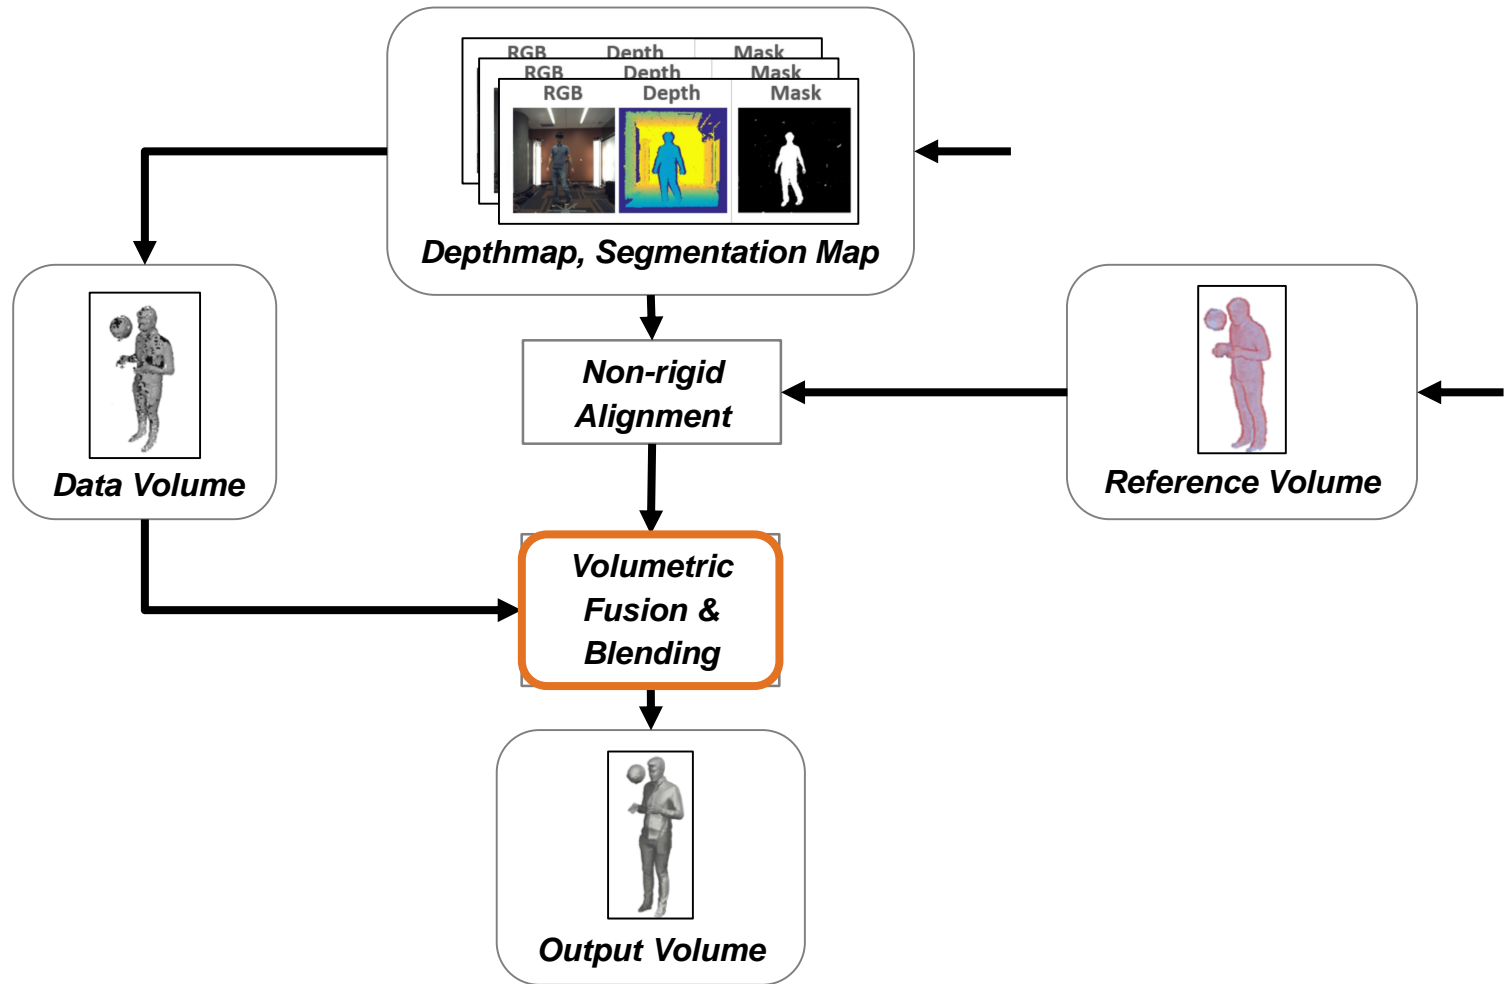 RGB Depth Mask
RGB Depth Mask
RGB Depth Mask
Depthmap, Segmentation Map
Non-rigid
Alignment
Data Volume
Reference Volume
Volumetric
Fusion &
Blending
Output Volume